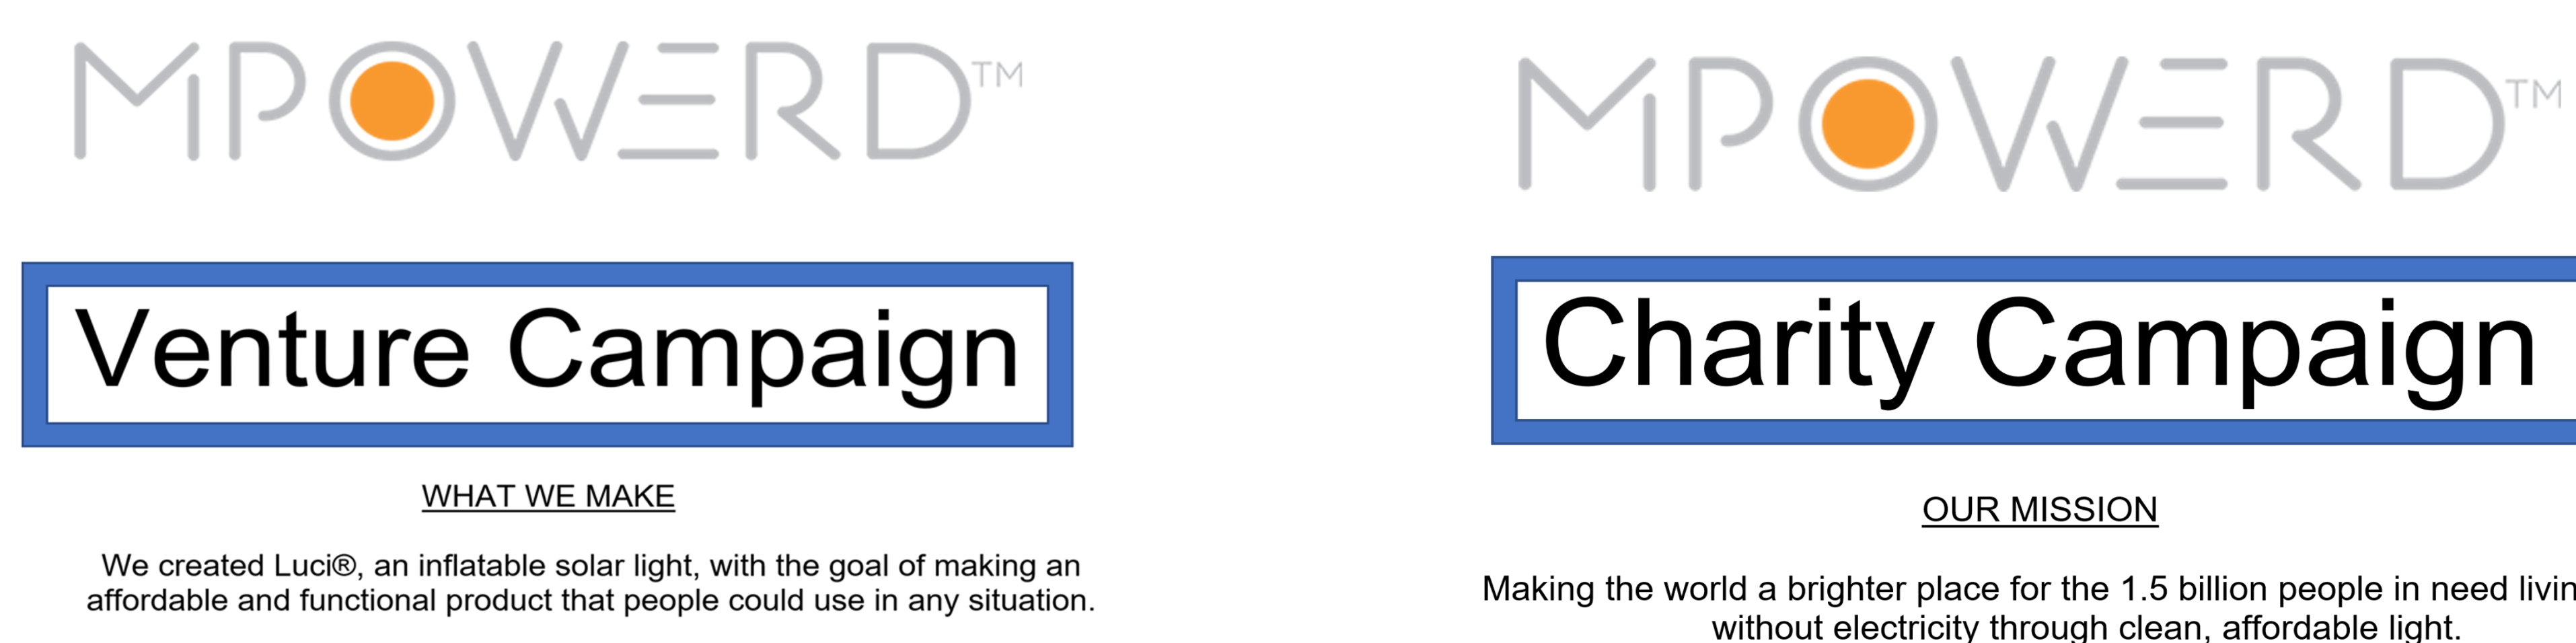 MPOWERD™
Venture Campaign
WHAT WE MAKE
We created Luci®, an inflatable solar light, with the goal of making an
affordable and functional product that people could use in any situation.
MPOWERD™
Charity Campaign
OUR MISSION
Making the world a brighter place for the 1.5 billion people in need livin
without electricity through clean, affordable light.